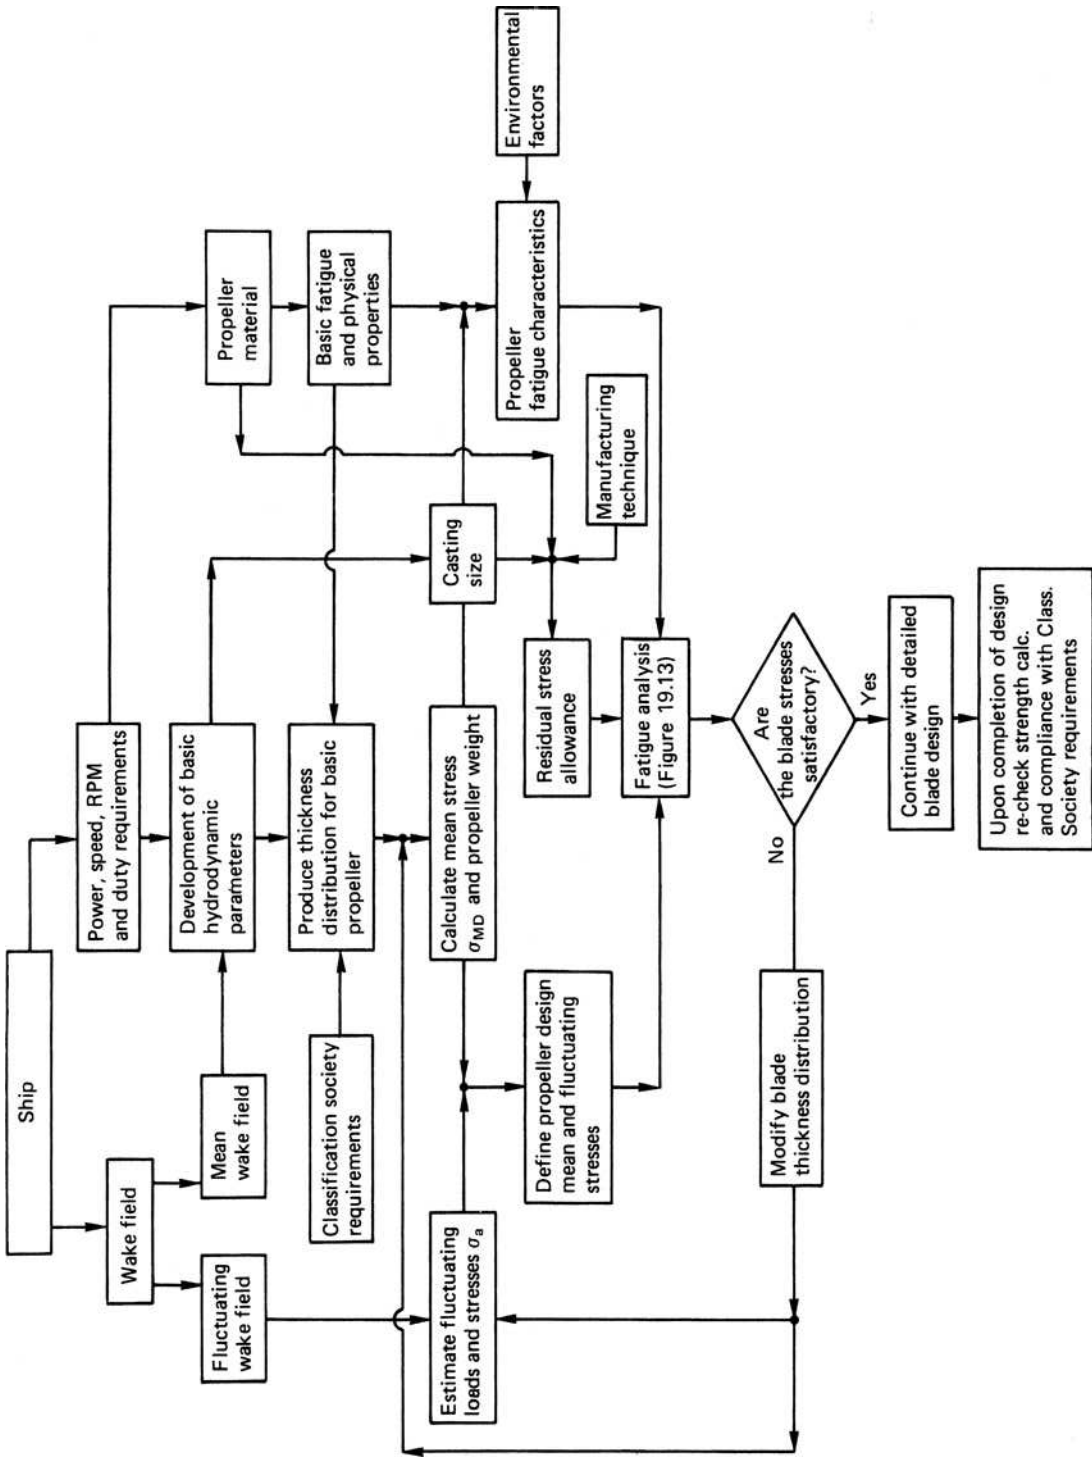 Ship
Wake field
Power, speed, RPM
and duty requirements
Fluctuating
wake field
Mean
wake field
Development of basic
hydrodynamic
parameters
Propeller
material
Classification society
requirements
Produce thickness
distribution for basic
propeller
Basic fatigue
and physical
properties
Estimate fluctuating
loads and stresses σa
Calculate mean stress
σMD and propeller weight
Casting
size
Define propeller design
mean and fluctuating
stresses
Residual stress
allowance
Propeller
fatigue characteristics
Environmental
factors
Manufacturing
technique
Fatigue analysis
(Figure 19.13)
Are
the blade stresses
satisfactory?
No
Yes
Modify blade
thickness distribution
Continue with detailed
blade design
Upon completion of design
re-check strength calc.
and compliance with Class.
Society requirements